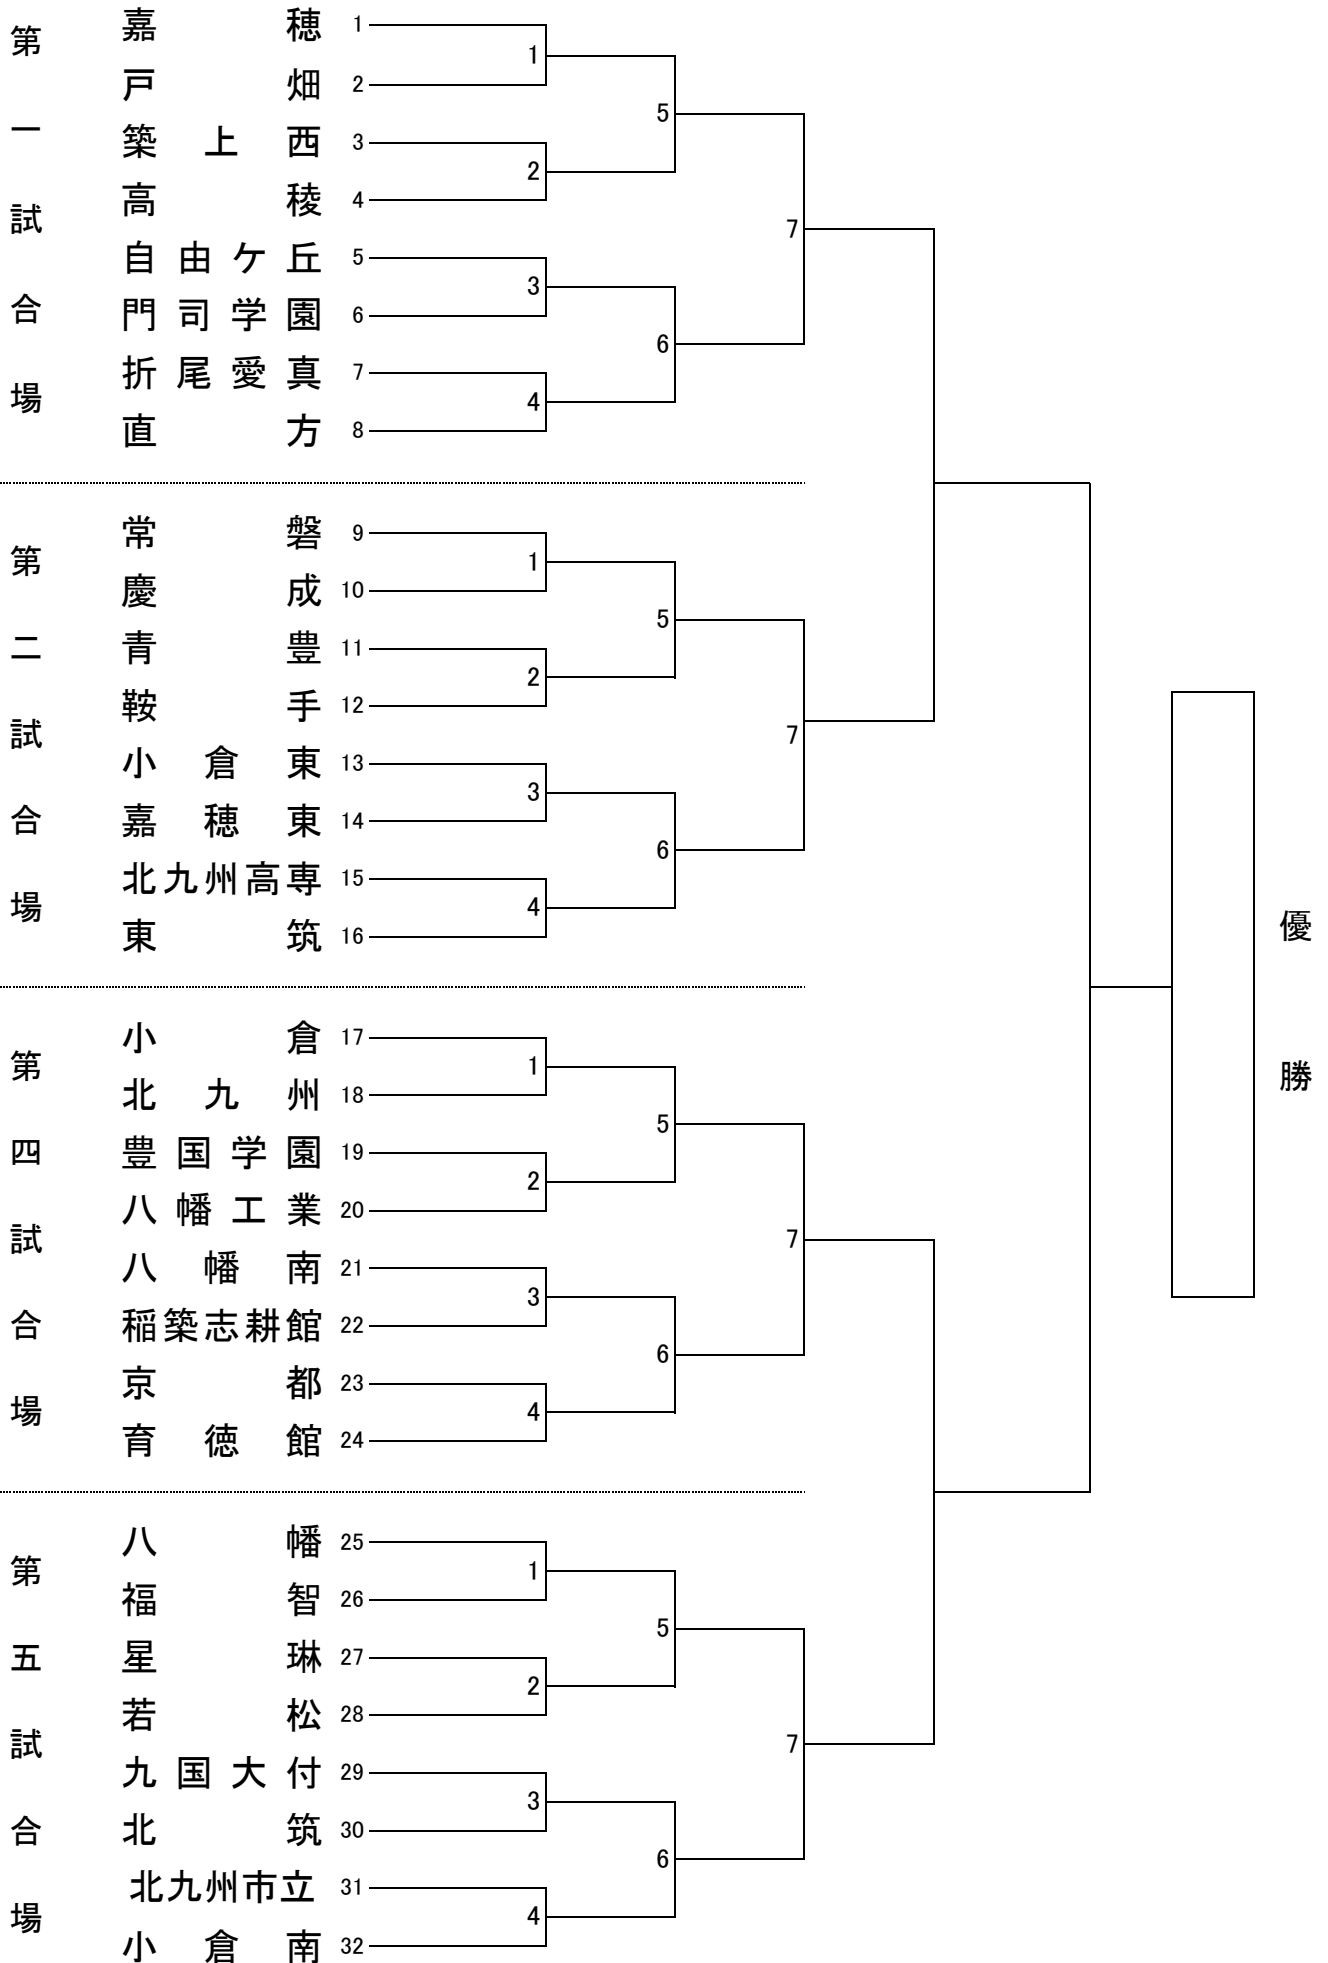 第一試合場
嘉穂 1
戸畑 2
築上西 3
高稜 4
自由ケ丘 5
門司学園 6
折尾愛真 7
直方 8
1
2
3
4
5
6
7
第二試合場
常磐 9
慶成 10
青豊 11
鞍手 12
小倉東 13
嘉穂東 14
北九州高専 15
東筑 16
1
2
3
4
5
6
7
第四試合場
小倉 17
北九州 18
豊国学園 19
八幡工業 20
八幡南 21
稲築志耕館 22
京都 23
育徳館 24
1
2
3
4
5
6
7
第五試合場
八幡 25
福智 26
星琳 27
若松 28
九国大付 29
北筑 30
北九州市立 31
小倉南 32
1
2
3
4
5
6
7
優勝